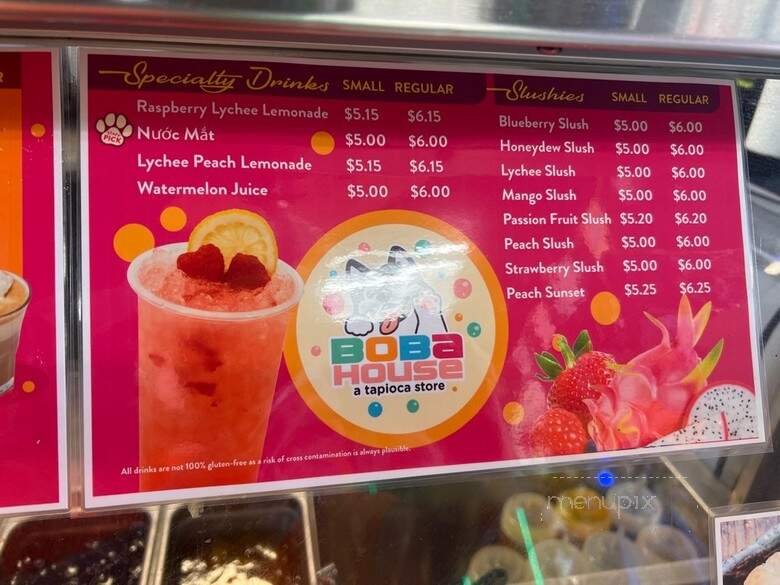 Specialty Drinks SMALL REGULAR
Raspberry Lychee Lemonade $5.15 $6.15
PICK
Nước Mát $5.00 $6.00
Lychee Peach Lemonade $5.15 $6.15
Watermelon Juice $5.00 $6.00
Slushies SMALL REGULAR
Blueberry Slush $5.00 $6.00
Honeydew Slush $5.00 $6.00
Lychee Slush $5.00 $6.00
Mango Slush $5.00 $6.00
Passion Fruit Slush $5.20 $6.20
Peach Slush $5.00 $6.00
Strawberry Slush $5.00 $6.00
Peach Sunset $5.25 $6.25
BOBa
HOUSe
a tapioca store
All drinks are not 100% gluten-free as a risk of cross contamination is always plausible.
menupix